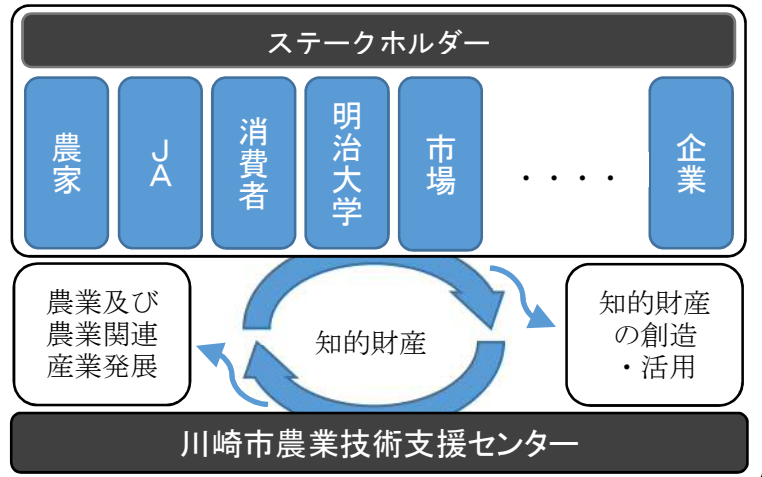 ステークホルダー
農家
JA
消費者
明治大学
市場
・・・・
企業
農業及び
農業関連
産業発展
知的財産
知的財産
の創造
・活用
川崎市農業技術支援センター